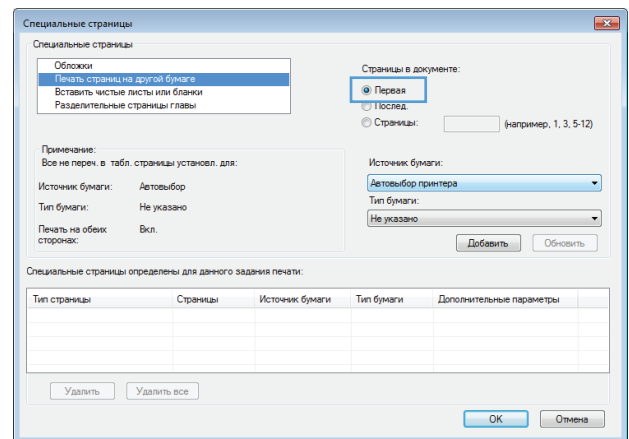 Специальные страницы
Специальные страницы
Обложки
Печать страниц на другой бумаге
Вставить чистые листы или бланки
Разделительные страницы главы
Страницы в документе:
Первая
Послед.
Страницы:
(например, 1, 3, 5-12)
Примечание:
Все не переч. в табл. страницы установл. для:
Источник бумаги: Автовыбор
Тип бумаги: Не указано
Печать на обеих Вкл.
сторонах:
Источник бумаги:
Автовыбор принтера
Тип бумаги:
Не указано
Добавить Обновить
Специальные страницы определены для данного задания печати:
Тип страницы Страницы Источник бумаги Тип бумаги Дополнительные параметры
Удалить Удалить все
OK Отмена